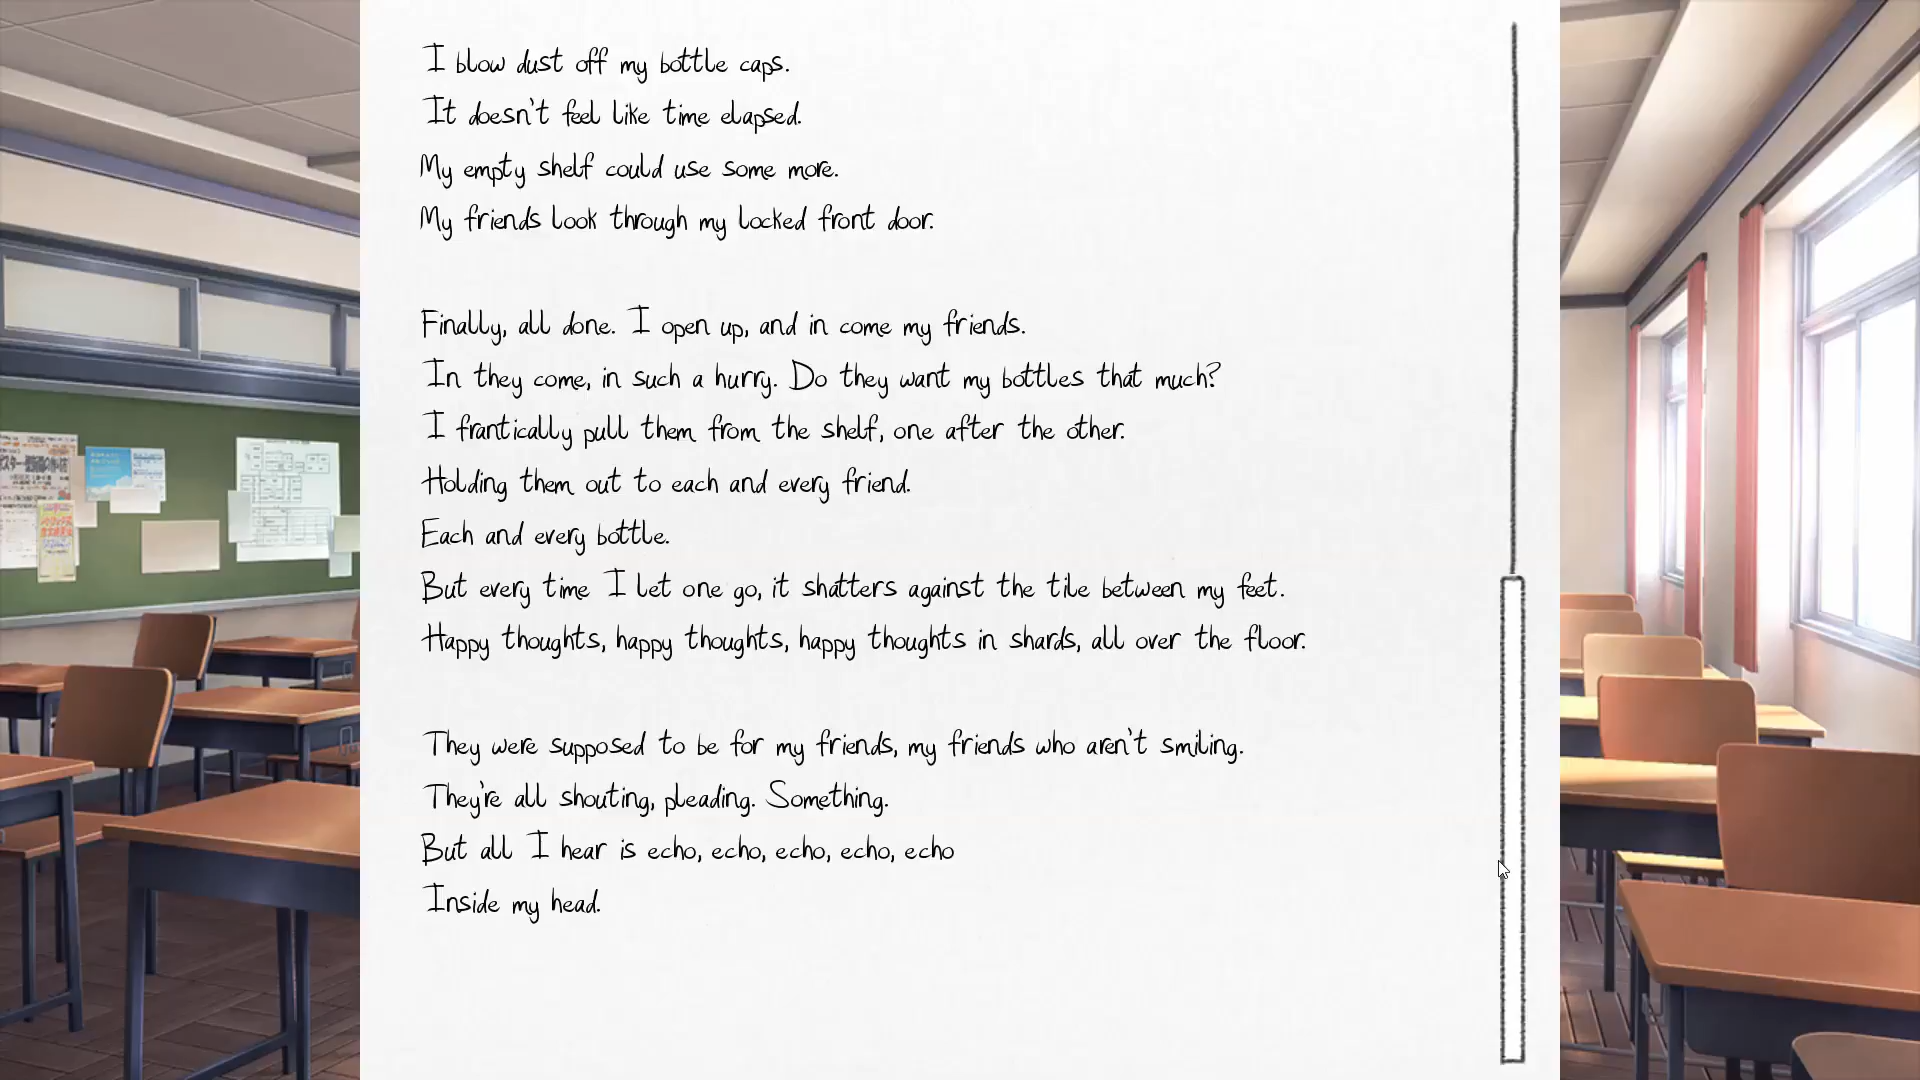 I blow dust off my bottle caps.
It doesn't feel like time elapsed.
My empty shelf could use some more.
My friends look through my locked front door.
Finally, all done. I open up, and in come my friends.
In they come, in such a hurry. Do they want my bottles that much?
I frantically pull them from the shelf, one after the other.
Holding them out to each and every friend.
Each and every bottle.
But every time I let one go, it shatters against the tile between my feet.
Happy thoughts, happy thoughts, happy thoughts in shards, all over the floor.
They were supposed to be for my friends, my friends who aren't smiling.
They're all shouting, pleading. Something.
But all I hear is echo, echo, echo, echo, echo
Inside my head.